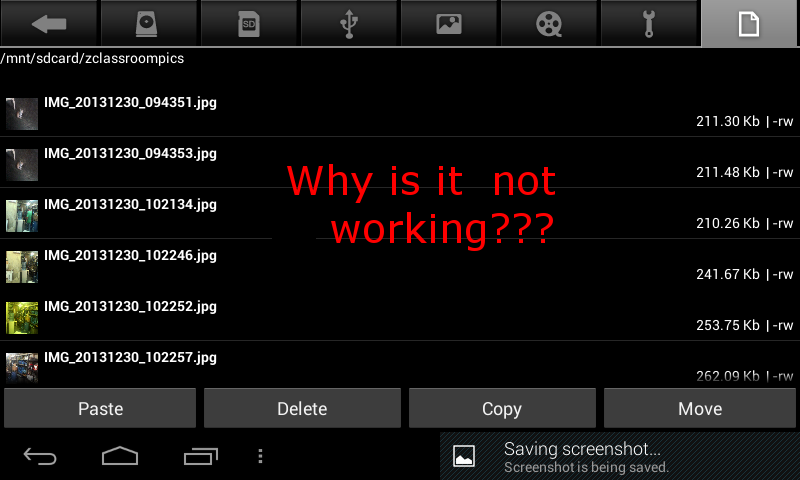 SD
/mnt/sdcard/zclassroompics
IMG_20131230_094351.jpg
211.30 Kb | -rw
IMG_20131230_094353.jpg
211.48 Kb | -rw
Why is it not
IMG_20131230_102134.jpg
210.26 Kb | -rw
working???
IMG_20131230_102246.jpg
241.67 Kb | -rw
IMG_20131230_102252.jpg
253.75 Kb | -rw
IMG_20131230_102257.jpg
262.09 Kb | -rw
Paste Delete Copy Move
Saving screenshot...
Screenshot is being saved.